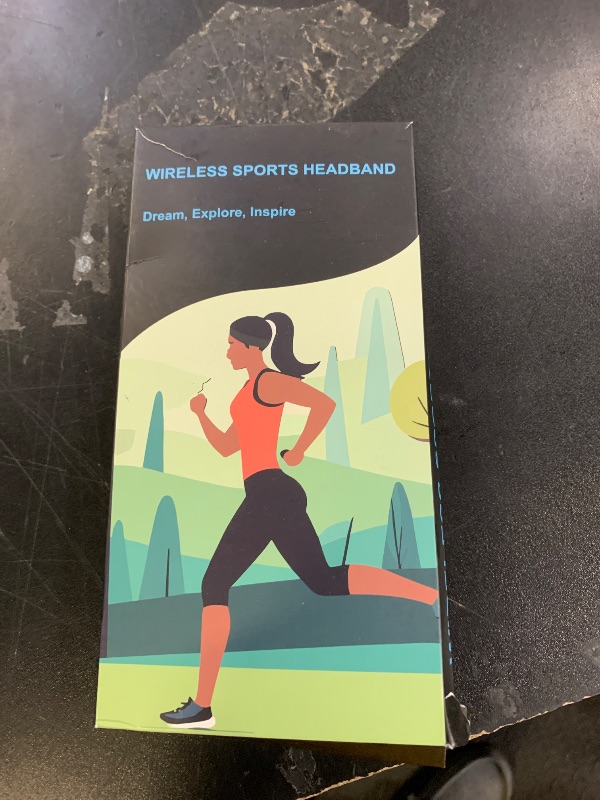 WIRELESS SPORTS HEADBAND
Dream, Explore, Inspire